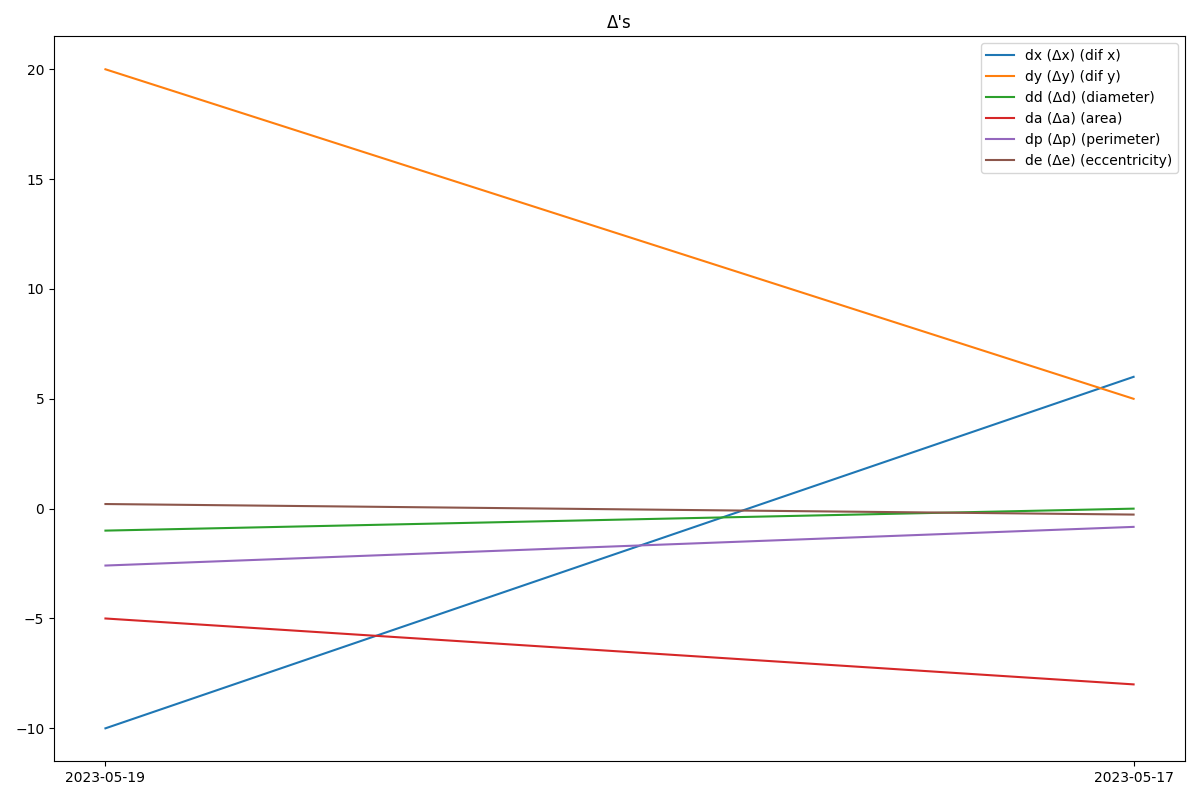 Δ's
dx (Δx) (dif x)
dy (Δy) (dif y)
dd (Δd) (diameter)
da (Δa) (area)
dp (Δp) (perimeter)
de (Δe) (eccentricity)
20
15
10
5
0
−5
−10
2023-05-19 2023-05-17